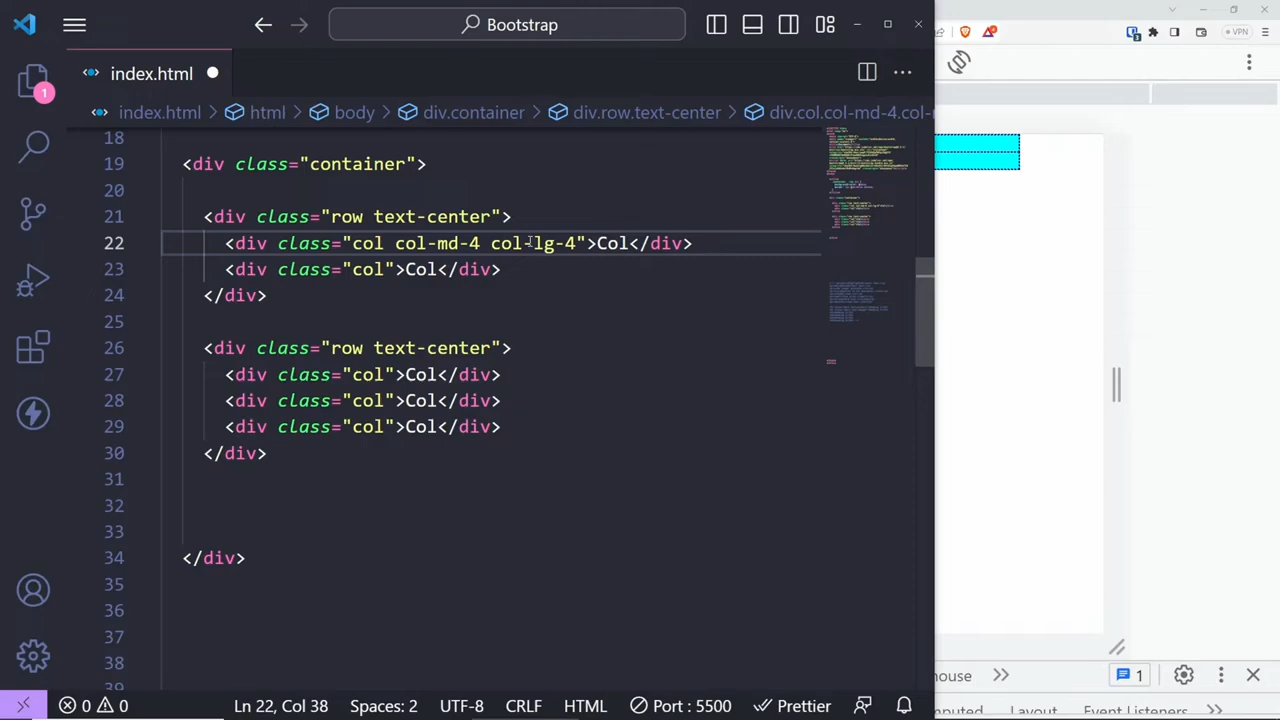 Bootstrap
index.html
1
index.html html body div.container div.row.text-center div.col.col-md-4.col-
VPN
18
19 <div class="container">
20
21 <div class="row text-center">
22 <div class="col col-md-4 col-lg-4">Col</div>
23 <div class="col">Col</div>
24 </div>
25
26 <div class="row text-center">
27 <div class="col">Col</div>
28 <div class="col">Col</div>
29 <div class="col">Col</div>
30 </div>
31
32
33
34 </div>
35
36
37
38
39
house 1
mputed Layout Event Listeners
0 0 Ln 22, Col 38 Spaces: 2 UTF-8 CRLF HTML Port : 5500 Prettier